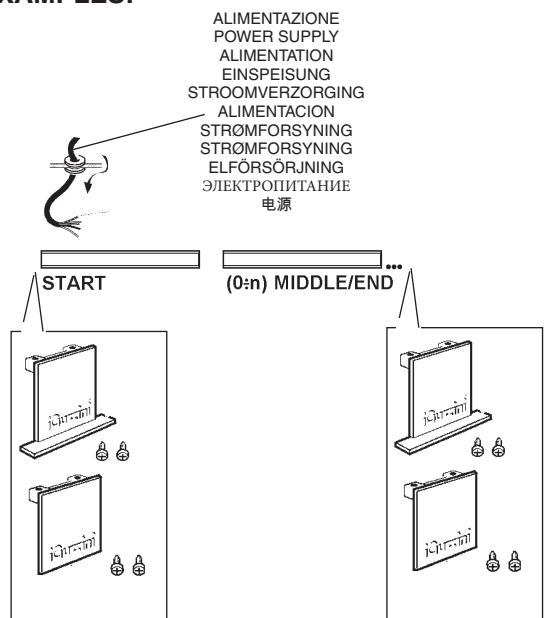 ALIMENTAZIONE
POWER SUPPLY
ALIMENTATION
EINSPEISUNG
STROOMVERZORGING
ALIMENTACION
STRØMFORSYNING
STRØMFORSYNING
ELFÖRSÖRJNING
ЭЛЕКТРОПИТАНИЕ
电源
START
(0÷n) MIDDLE/END
...